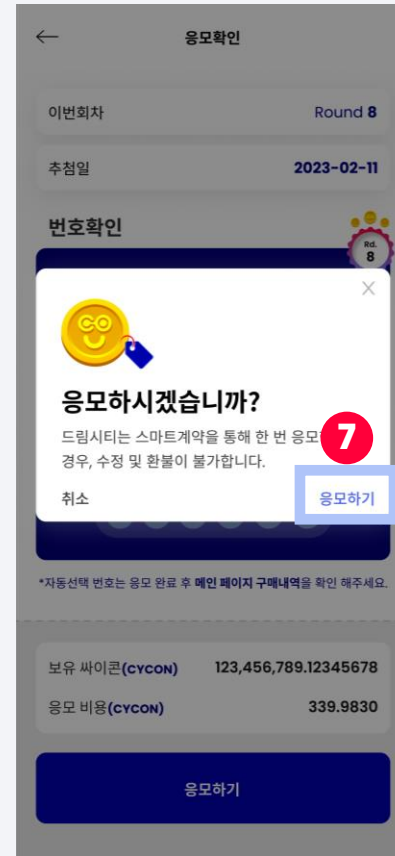 응모확인
이번회차 Round 8
추첨일 2023-02-11
번호확인
Rd.
8
응모하시겠습니까?
드림시티는 스마트계약을 통해 한 번 응모
7
경우, 수정 및 환불이 불가합니다.
취소 응모하기
*자동선택 번호는 응모 완료 후 메인 페이지 구매내역을 확인 해주세요.
보유 싸이콘(CYCON) 123,456,789.12345678
응모 비용(CYCON) 339.9830
응모하기